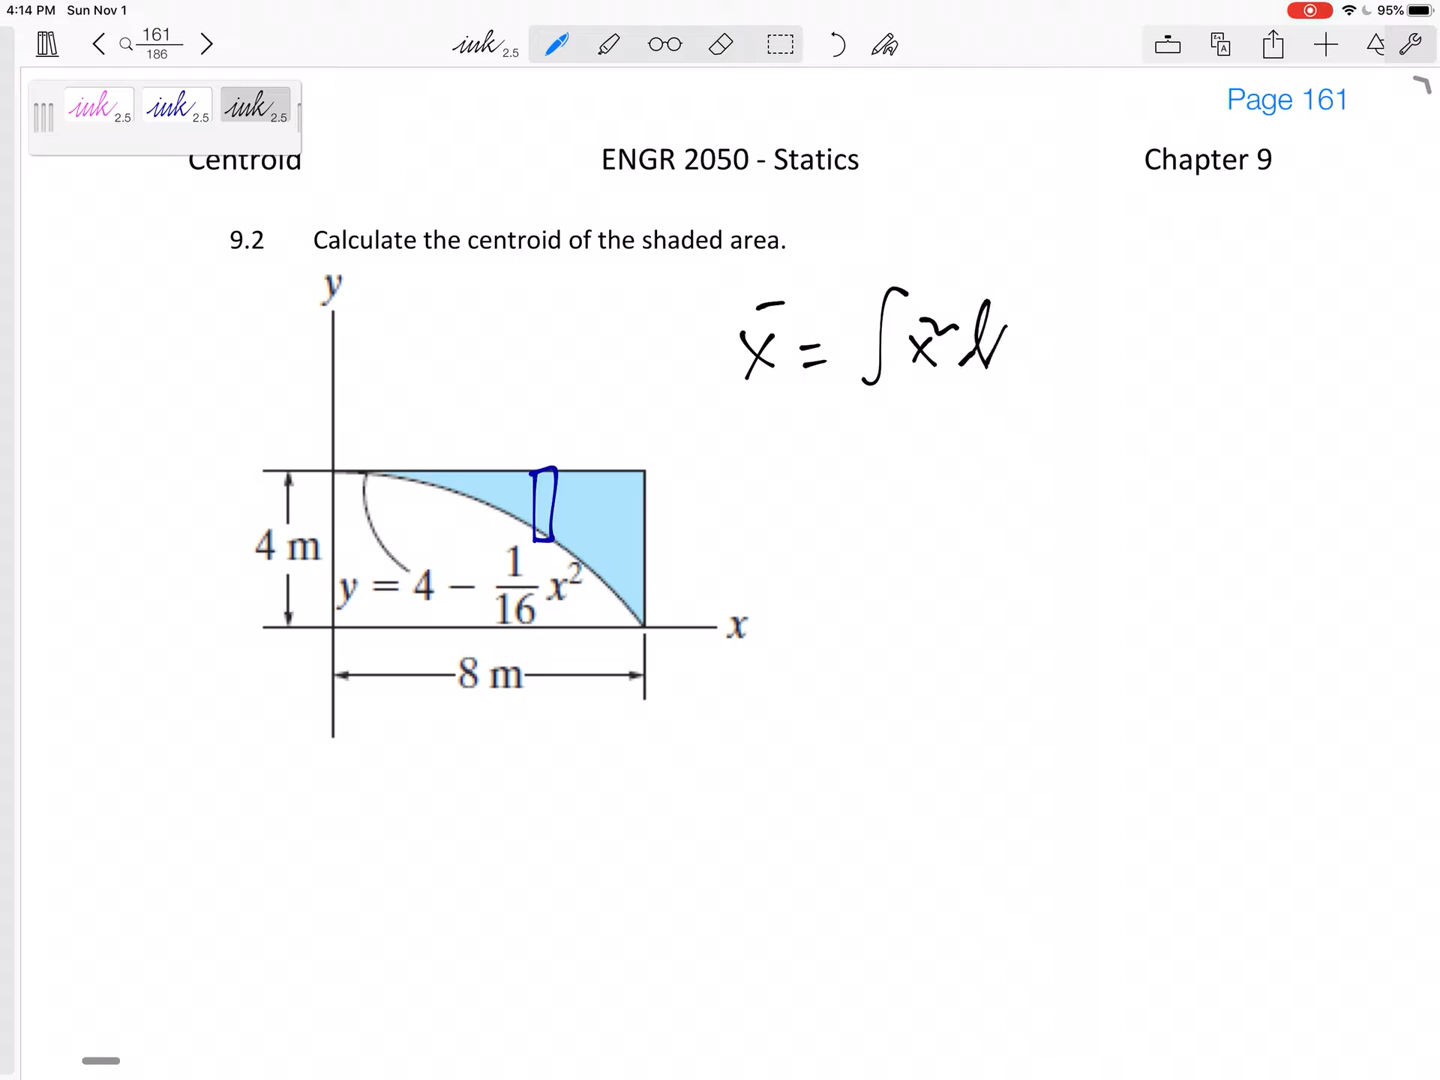 4:14 PM Sun Nov 1
95%
161
186
ink 2.5
ink 2.5 ink 2.5 ink 2.5
Page 161
Centroid ENGR 2050 - Statics Chapter 9
9.2 Calculate the centroid of the shaded area.
y
x̄ = ∫ x̃
4 m
y = 4 − 1/16 x²
x
8 m